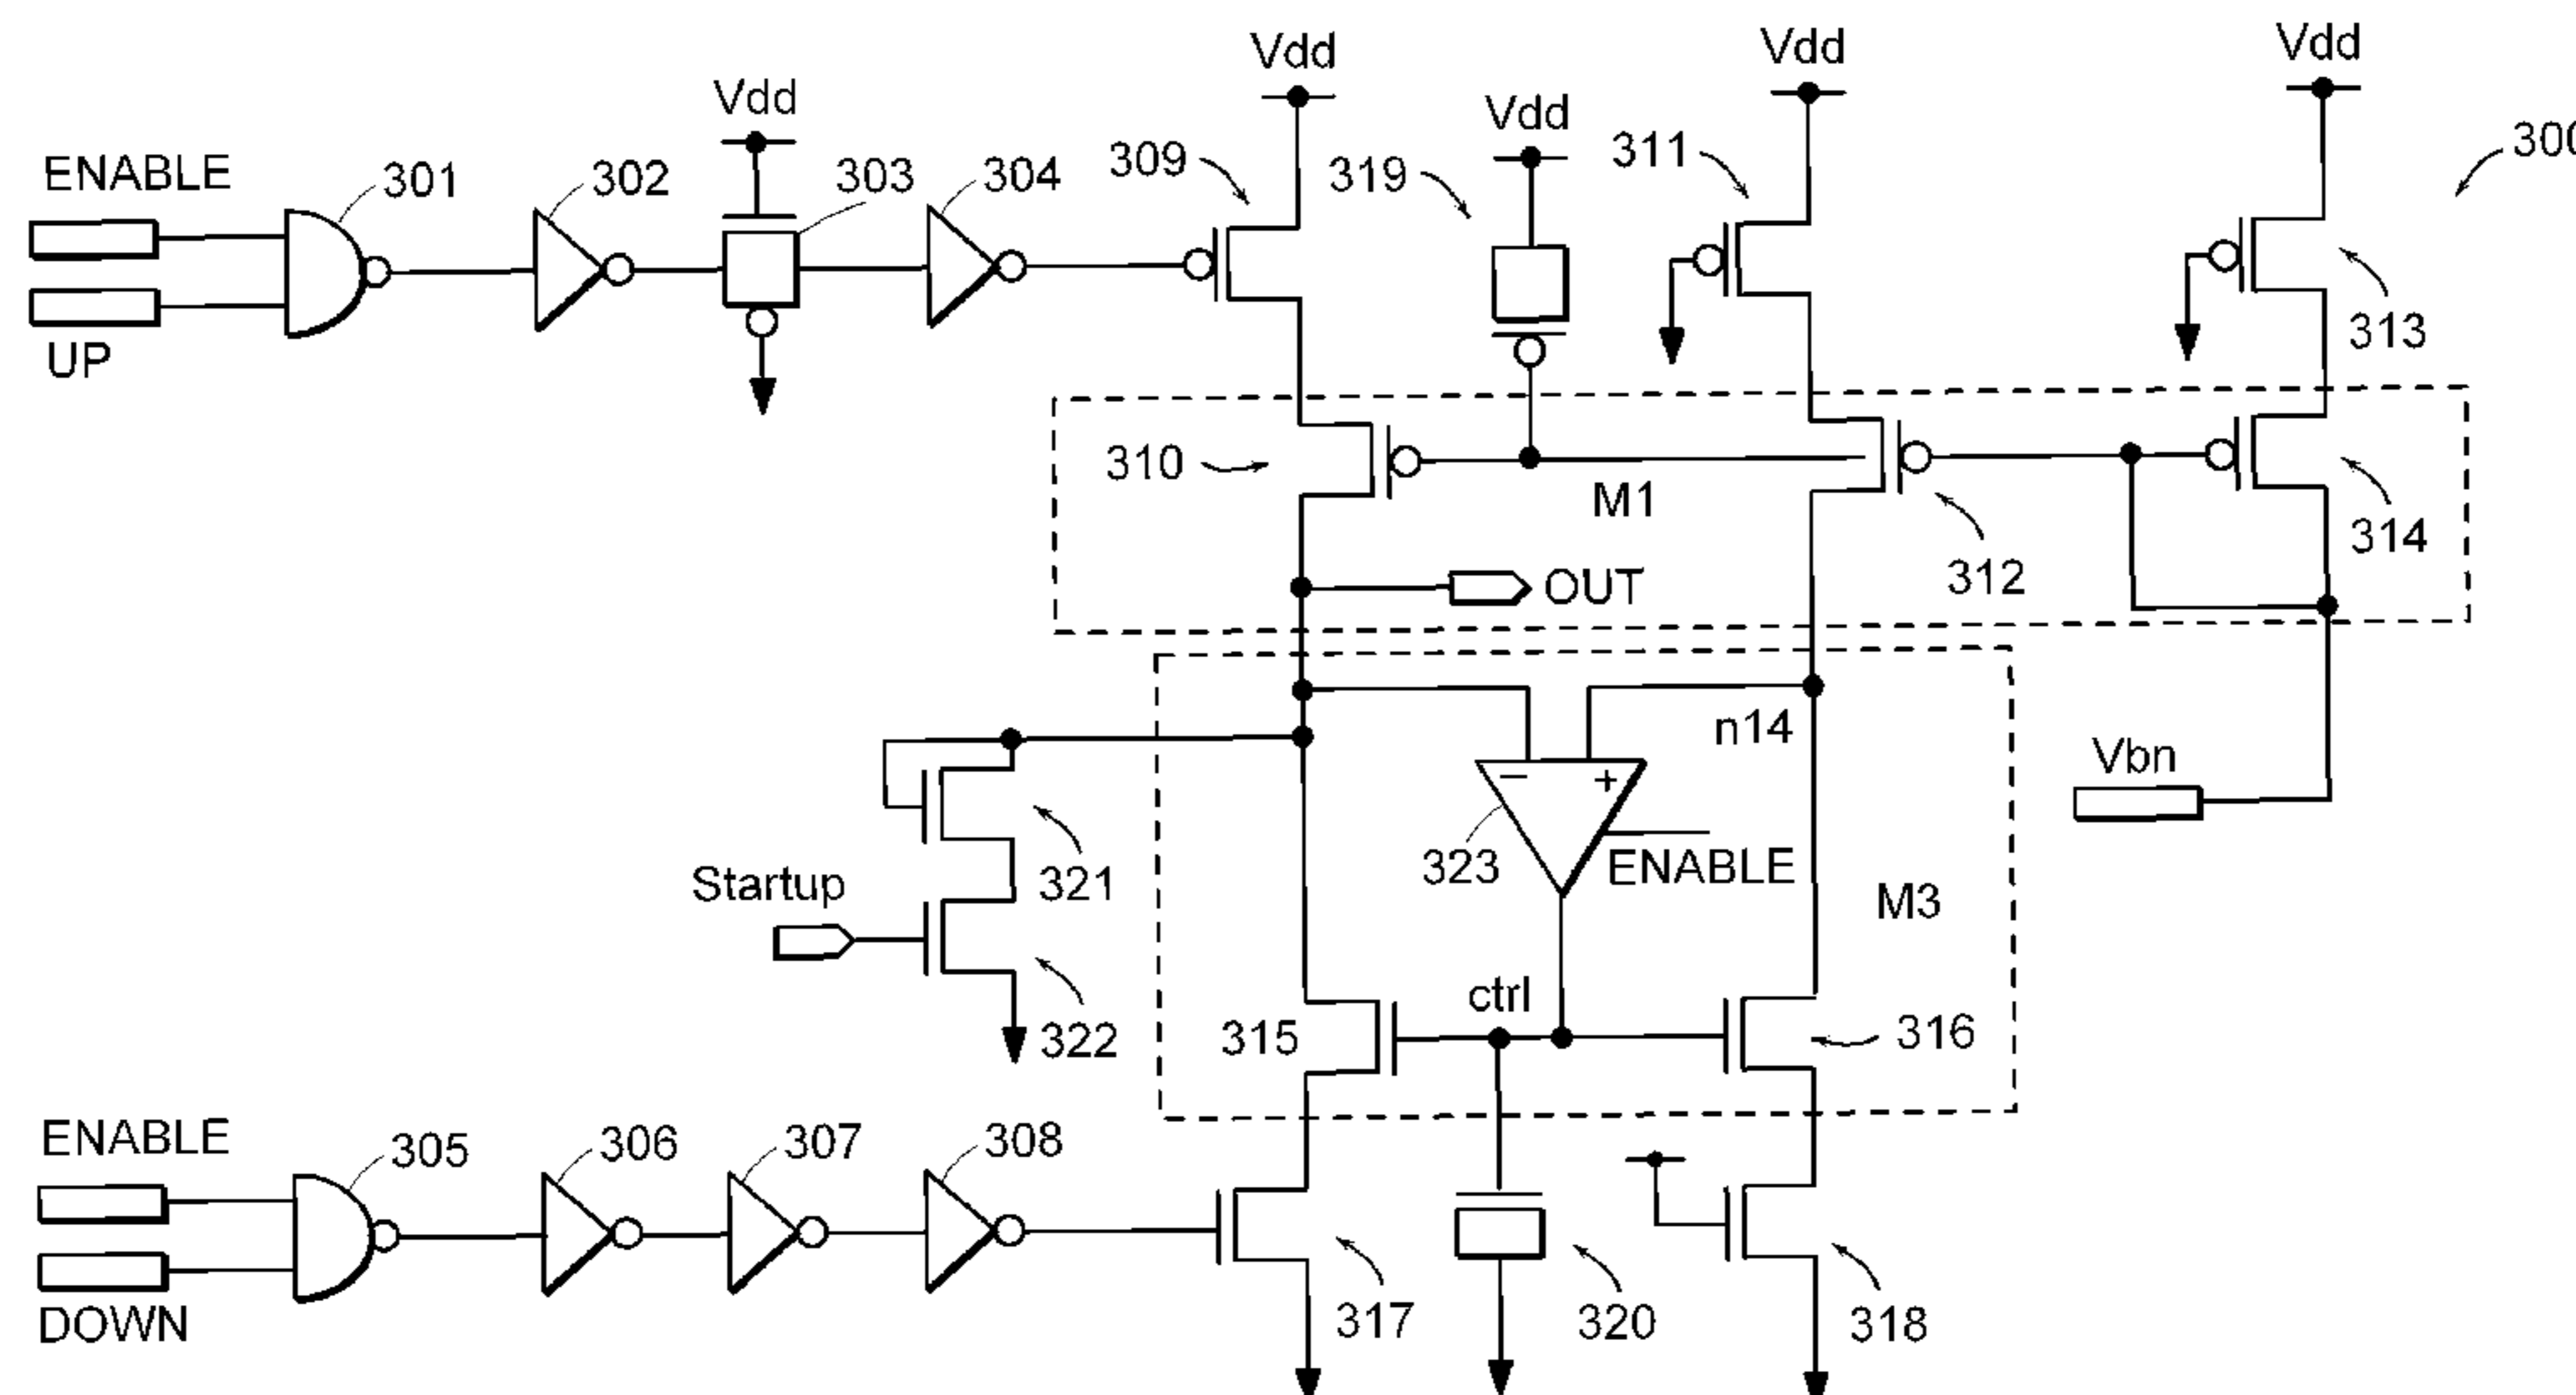 Vdd
Vdd
Vdd
Vdd
Vdd
ENABLE
301
302
303
304
309
319
311
300
UP
313
310
M1
312
314
OUT
n14
Vbn
−
+
323
ENABLE
321
Startup
M3
322
ctrl
315
316
ENABLE
305
306
307
308
DOWN
317
320
318